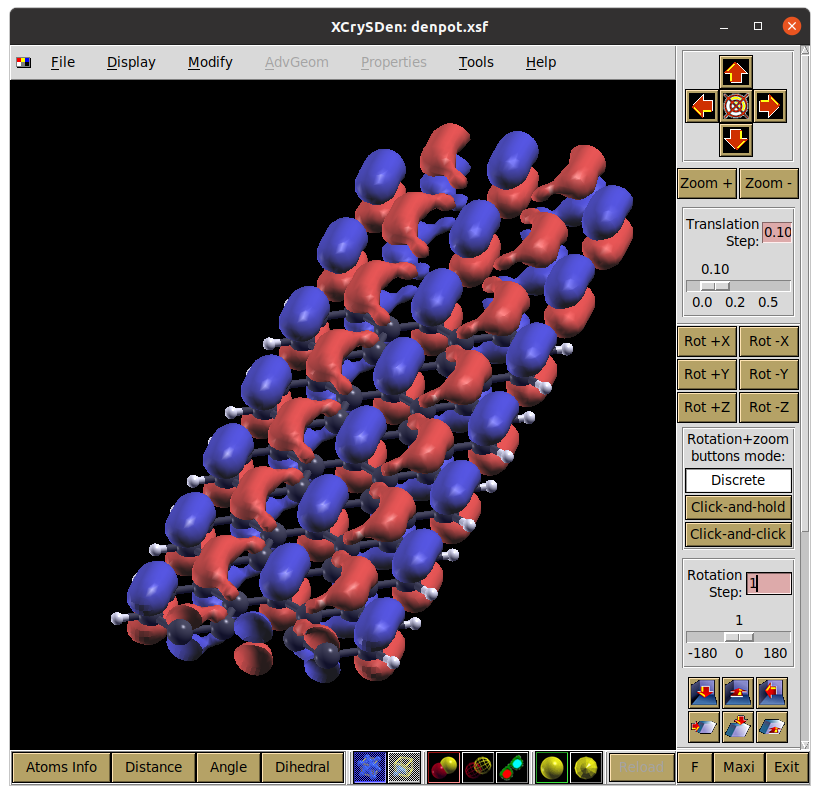 XCrySDen: denpot.xsf
File Display Modify AdvGeom Properties Tools Help
Zoom + Zoom -
Translation
Step: 0.10
0.10
0.0 0.2 0.5
Rot +X Rot -X
Rot +Y Rot -Y
Rot +Z Rot -Z
Rotation+zoom
buttons mode:
Discrete
Click-and-hold
Click-and-click
Rotation
Step: 1
1
-180 0 180
Atoms Info Distance Angle Dihedral F Maxi Exit